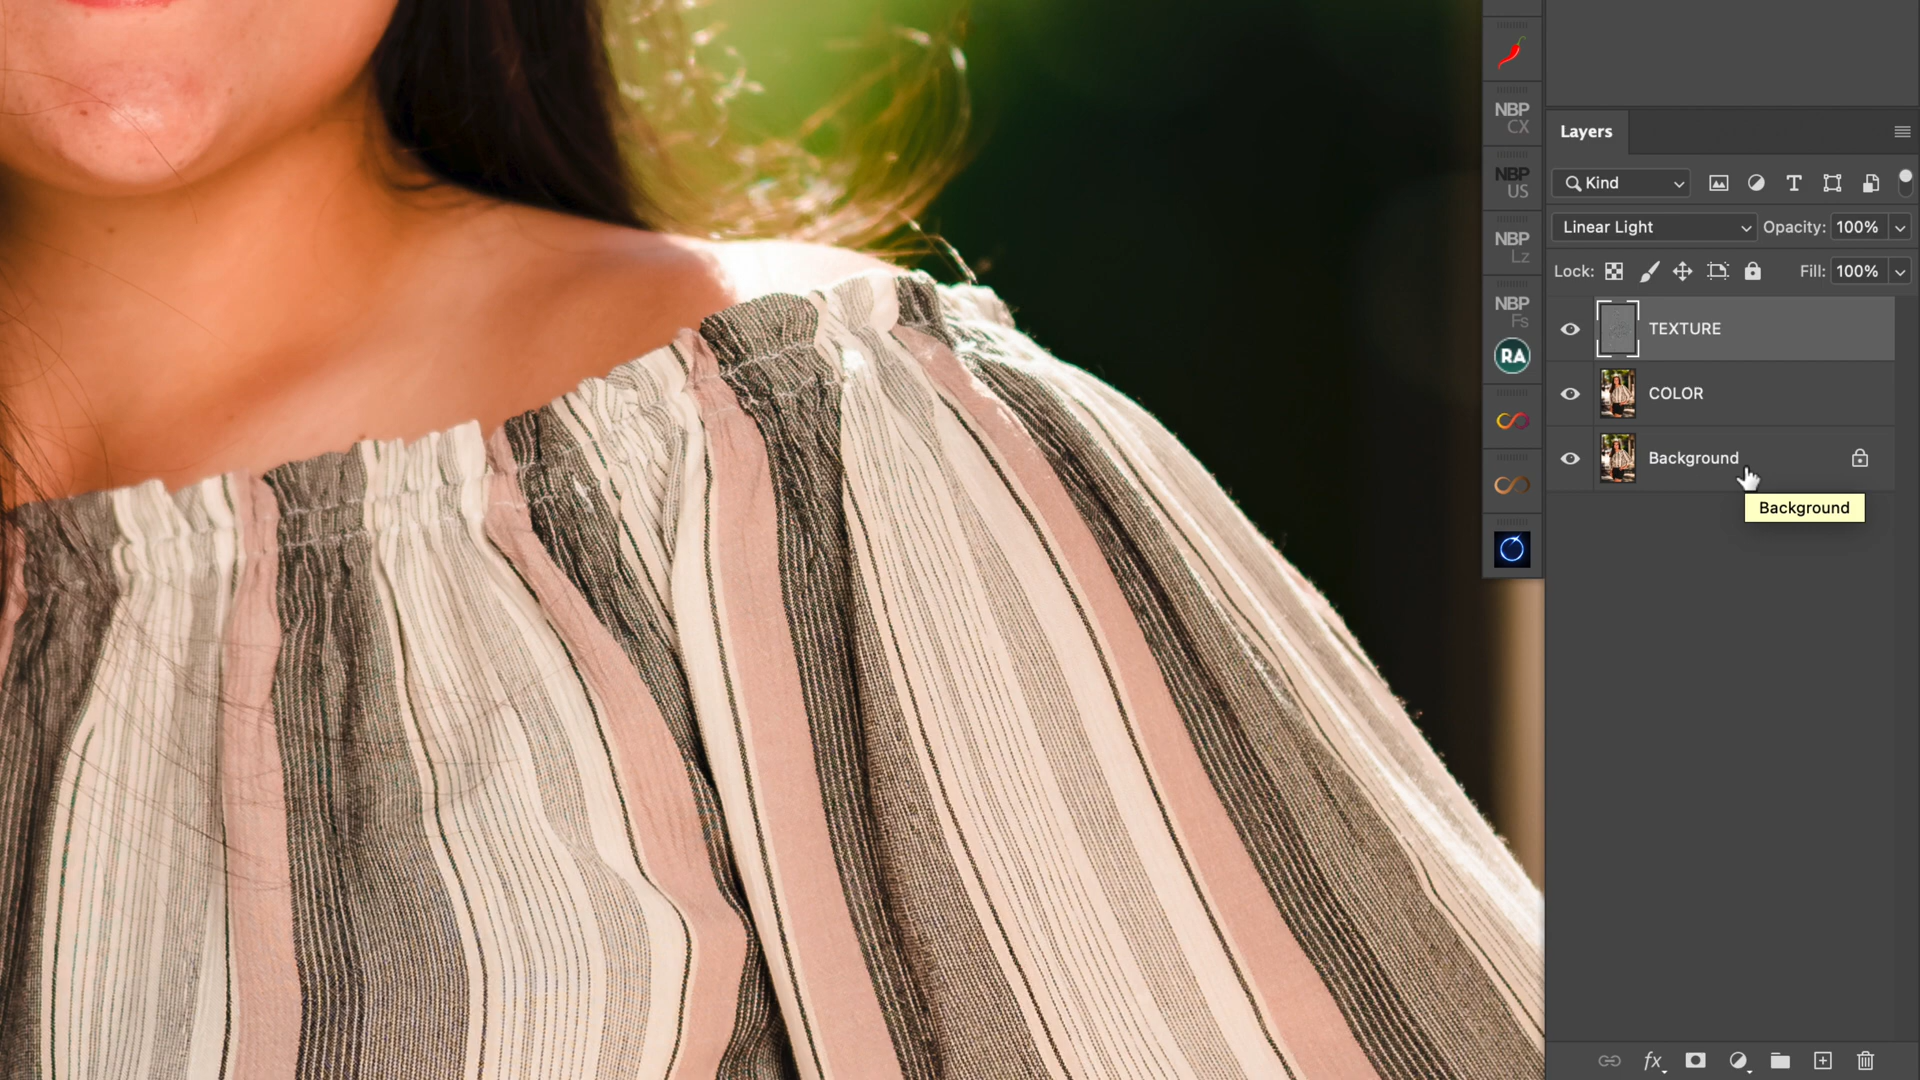 NBP
CX
NBP
US
NBP
Lz
NBP
Fs
RA
Layers
Kind
Linear Light
Opacity: 100%
Lock:
Fill: 100%
TEXTURE
COLOR
Background
Background
fx